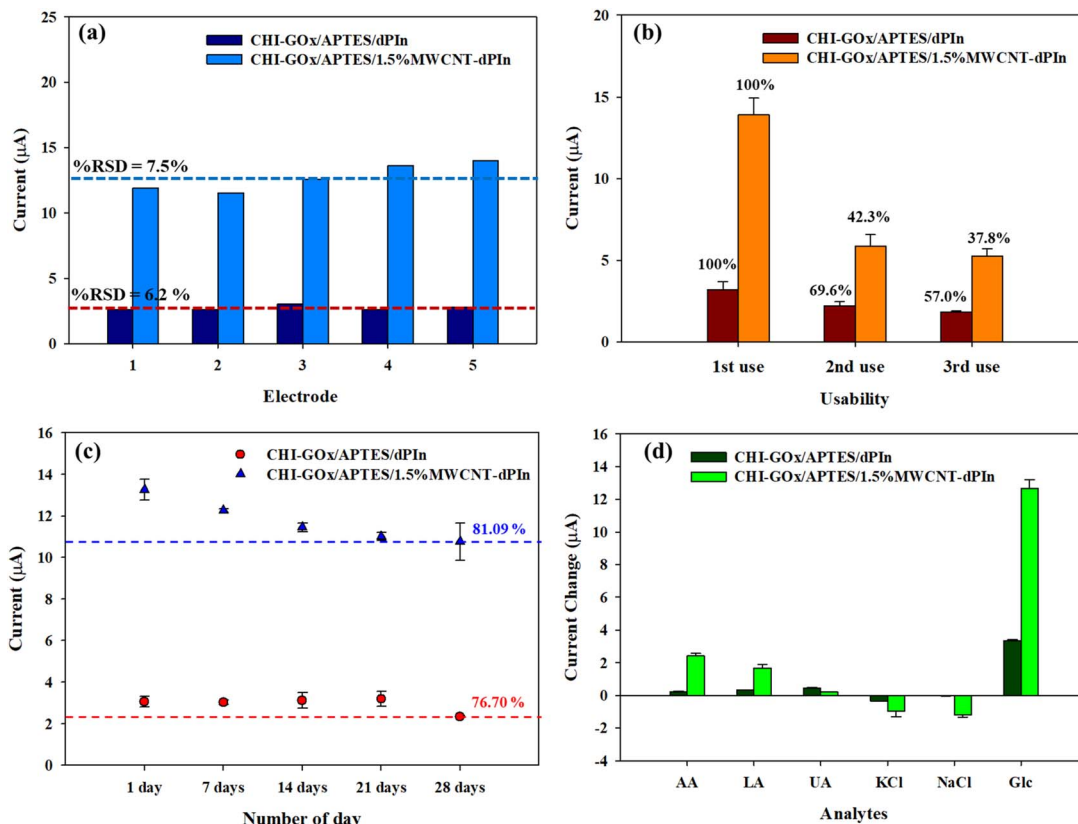 (a)
CHI-GOx/APTES/dPIn
CHI-GOx/APTES/1.5%MWCNT-dPIn
%RSD = 7.5%
%RSD = 6.2 %
Current (µA)
25
20
15
10
5
0
1 2 3 4 5
Electrode
(b)
CHI-GOx/APTES/dPIn
CHI-GOx/APTES/1.5%MWCNT-dPIn
100%
42.3%
37.8%
100%
69.6%
57.0%
Current (µA)
20
15
10
5
0
1st use 2nd use 3rd use
Usability
(c)
CHI-GOx/APTES/dPIn
CHI-GOx/APTES/1.5%MWCNT-dPIn
81.09 %
76.70 %
Current (µA)
16
14
12
10
8
6
4
2
0
1 day 7 days 14 days 21 days 28 days
Number of day
(d)
CHI-GOx/APTES/dPIn
CHI-GOx/APTES/1.5%MWCNT-dPIn
Current Change (µA)
16
14
12
10
8
6
4
2
0
-2
-4
AA LA UA KCl NaCl Glc
Analytes